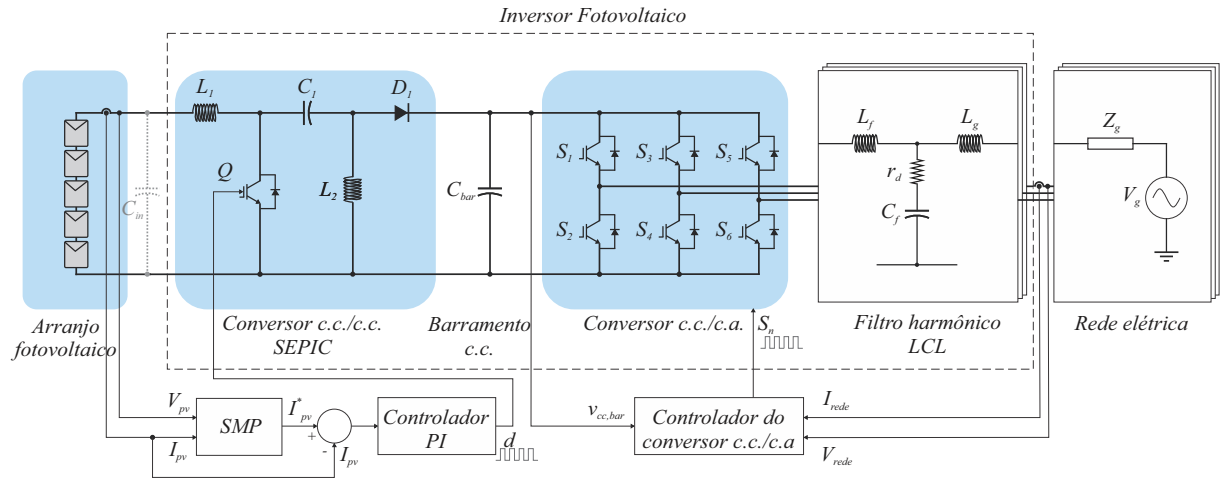 Inversor Fotovoltaico
L1
C1
D1
Q
L2
Cin
Cbar
S1
S3
S5
S2
S4
S6
Lf
Lg
rd
Cf
Zg
Vg
Arranjo
fotovoltaico
Conversor c.c./c.c.
SEPIC
Barramento
c.c.
Conversor c.c./c.a.
Sn
Filtro harmônico
LCL
Rede elétrica
Vpv
Ipv
SMP
I*pv
+
-
Ipv
Controlador
PI
d
vcc,bar
Controlador do
conversor c.c./c.a
Irede
Vrede